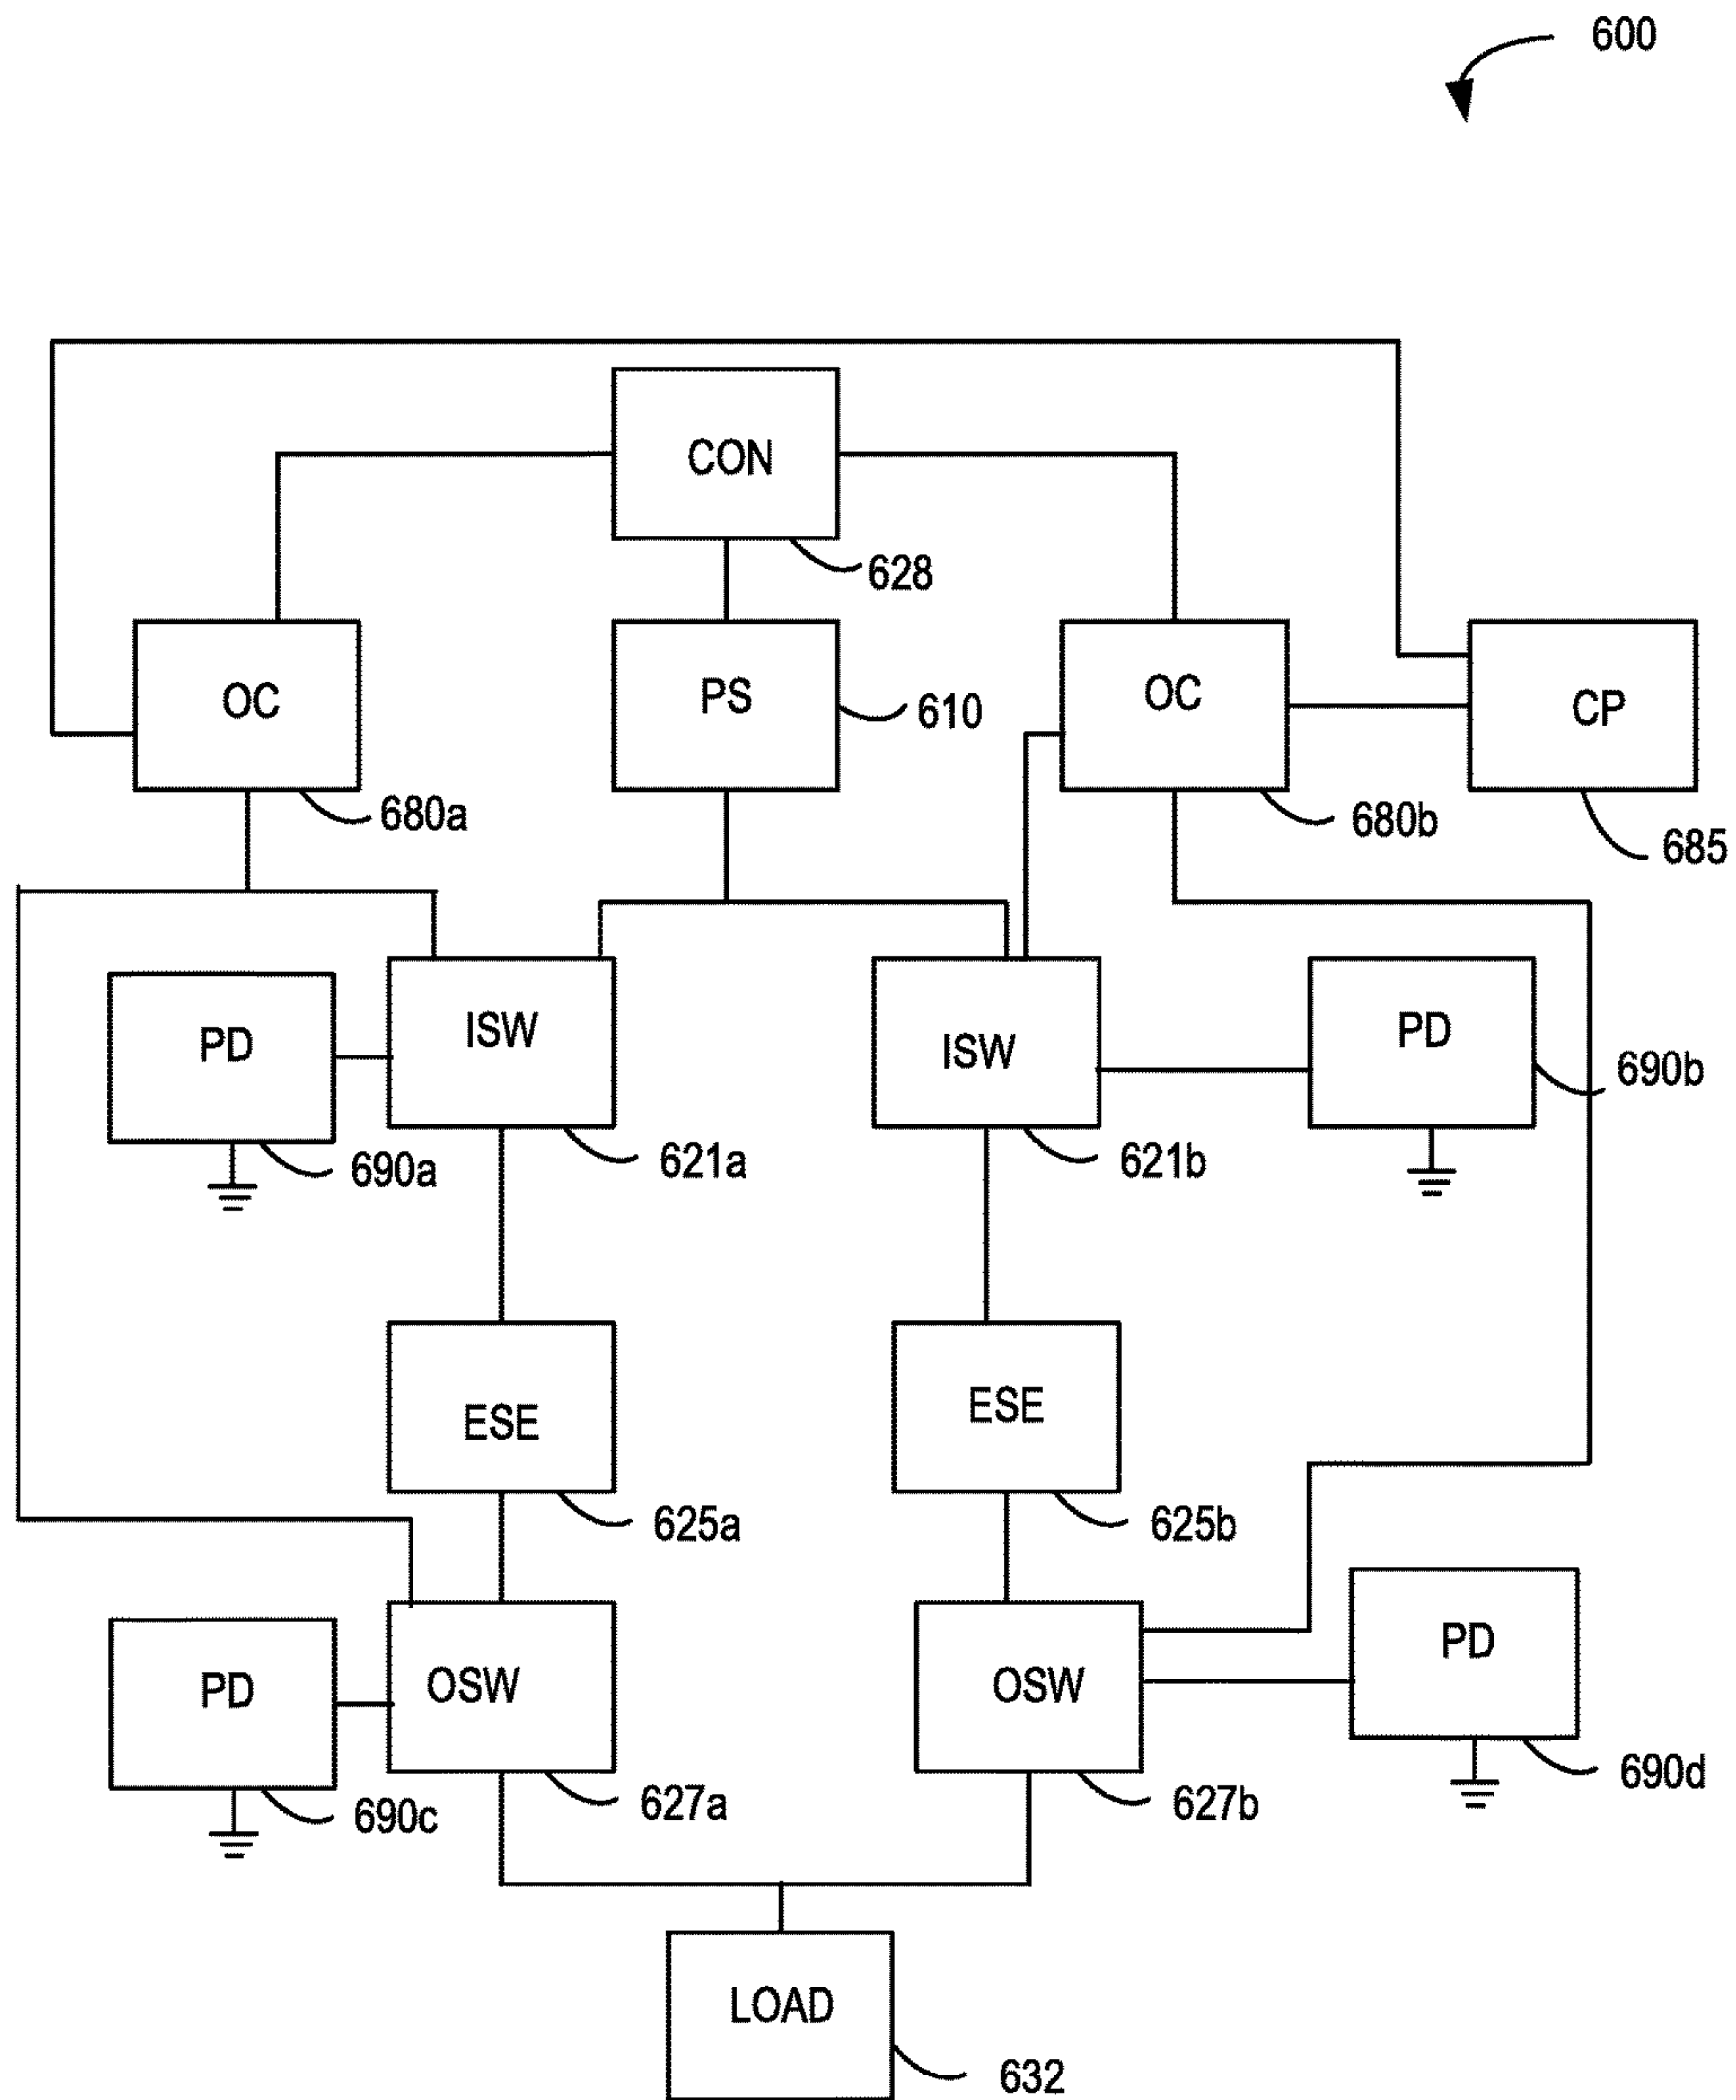 600
CON
628
OC
PS
OC
CP
610
680a
680b
685
PD
ISW
ISW
PD
690b
690a
621a
621b
ESE
ESE
625a
625b
PD
OSW
OSW
PD
690c
627a
627b
690d
LOAD
632